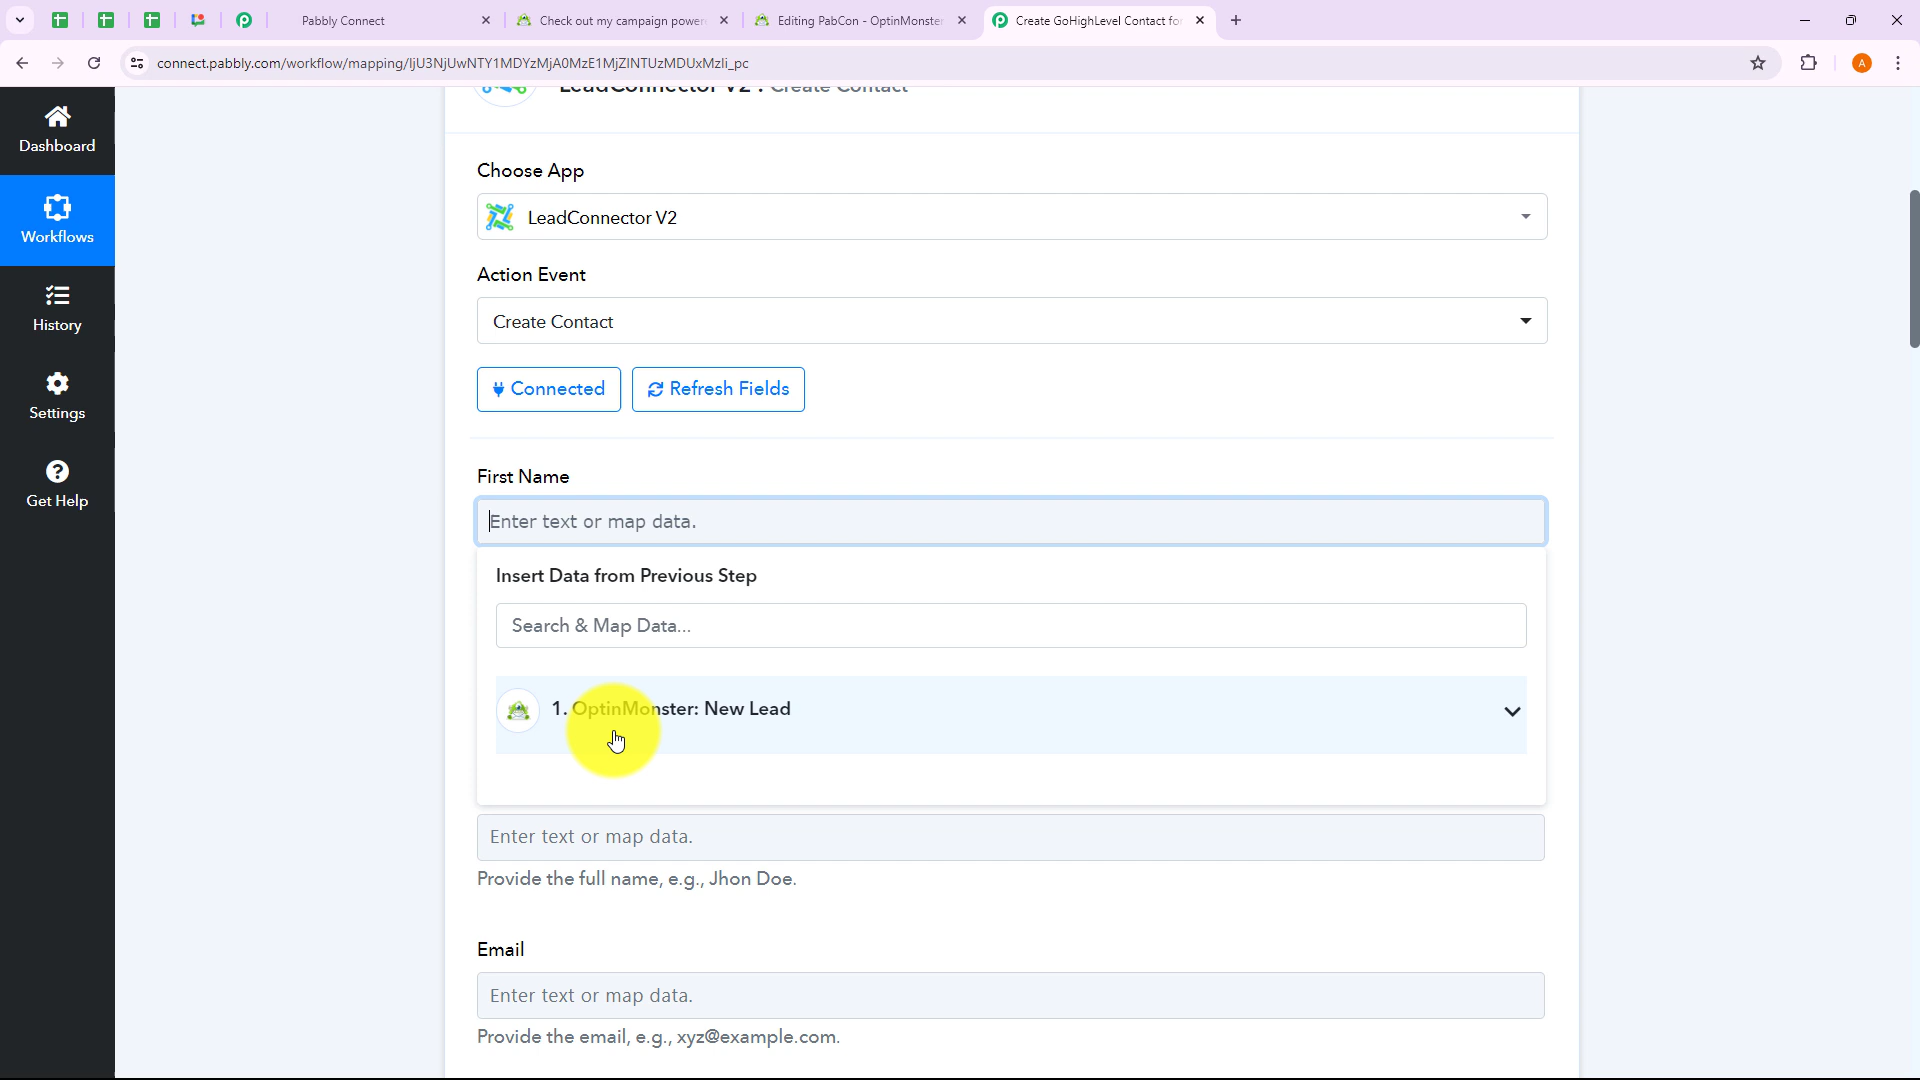 Pabbly Connect
Check out my campaign power
Editing PabCon - OptinMonster
Create GoHighLevel Contact fo
connect.pabbly.com/workflow/mapping/IjU3NjUwNTY1MDYzMjA0MzE1MjZlNTUzMDUxMzIi_pc
A
LeadConnector V2 : Create Contact
Dashboard
Workflows
History
Settings
Get Help
Choose App
LeadConnector V2
Action Event
Create Contact
Connected
Refresh Fields
First Name
Enter text or map data.
Insert Data from Previous Step
Search & Map Data...
1. OptinMonster: New Lead
Enter text or map data.
Provide the full name, e.g., Jhon Doe.
Email
Enter text or map data.
Provide the email, e.g., xyz@example.com.